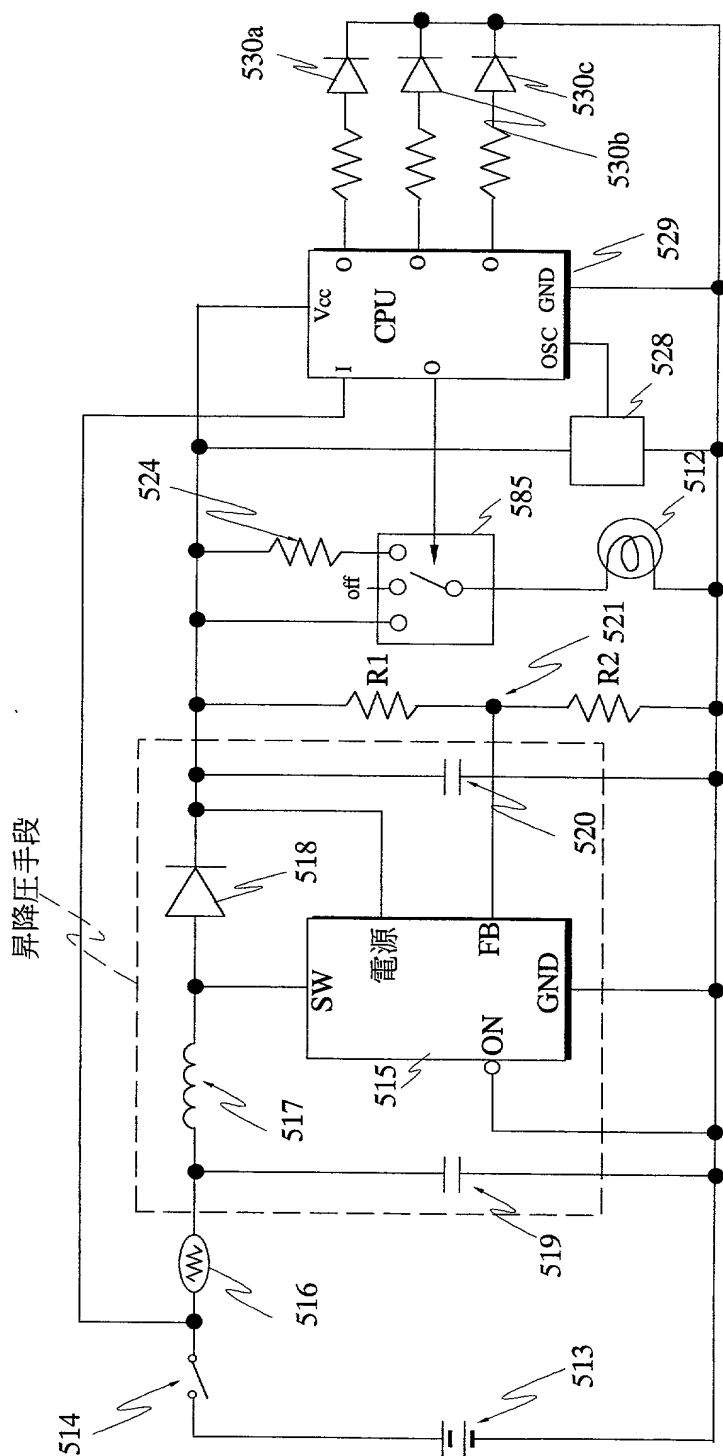 昇降圧手段
514
516
513
517
518
519
520
SW
電源
FB
ON
GND
515
R1
R2
521
524
off
585
512
528
I
Vcc
CPU
O
O
O
O
OSC
GND
529
530a
530b
530c